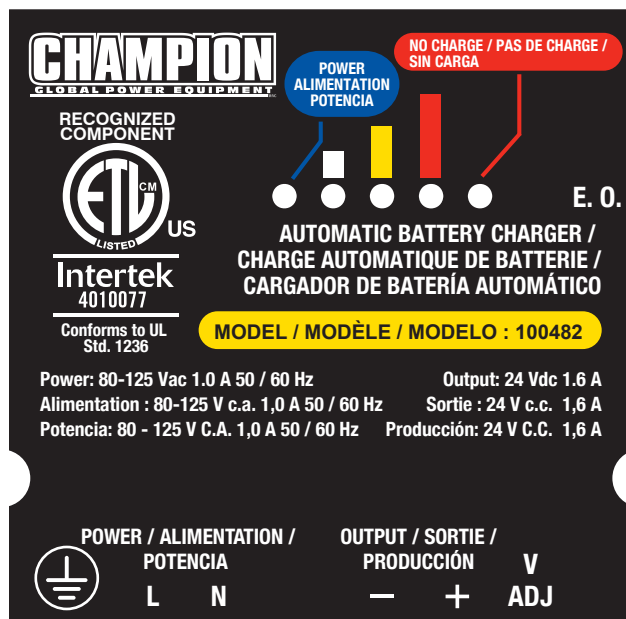 CHAMPION
GLOBAL POWER EQUIPMENT
POWER
ALIMENTATION
POTENCIA
NO CHARGE / PAS DE CHARGE /
SIN CARGA
RECOGNIZED
COMPONENT
ETL
CM
US
LISTED
Intertek
4010077
Conforms to UL
Std. 1236
E. O.
AUTOMATIC BATTERY CHARGER /
CHARGE AUTOMATIQUE DE BATTERIE /
CARGADOR DE BATERÍA AUTOMÁTICO
MODEL / MODÈLE / MODELO : 100482
Power: 80-125 Vac 1.0 A 50 / 60 Hz Output: 24 Vdc 1.6 A
Alimentation : 80-125 V c.a. 1,0 A 50 / 60 Hz Sortie : 24 V c.c. 1,6 A
Potencia: 80 - 125 V C.A. 1,0 A 50 / 60 Hz Producción: 24 V C.C. 1,6 A
POWER / ALIMENTATION /
POTENCIA
L N
OUTPUT / SORTIE /
PRODUCCIÓN
− +
V
ADJ